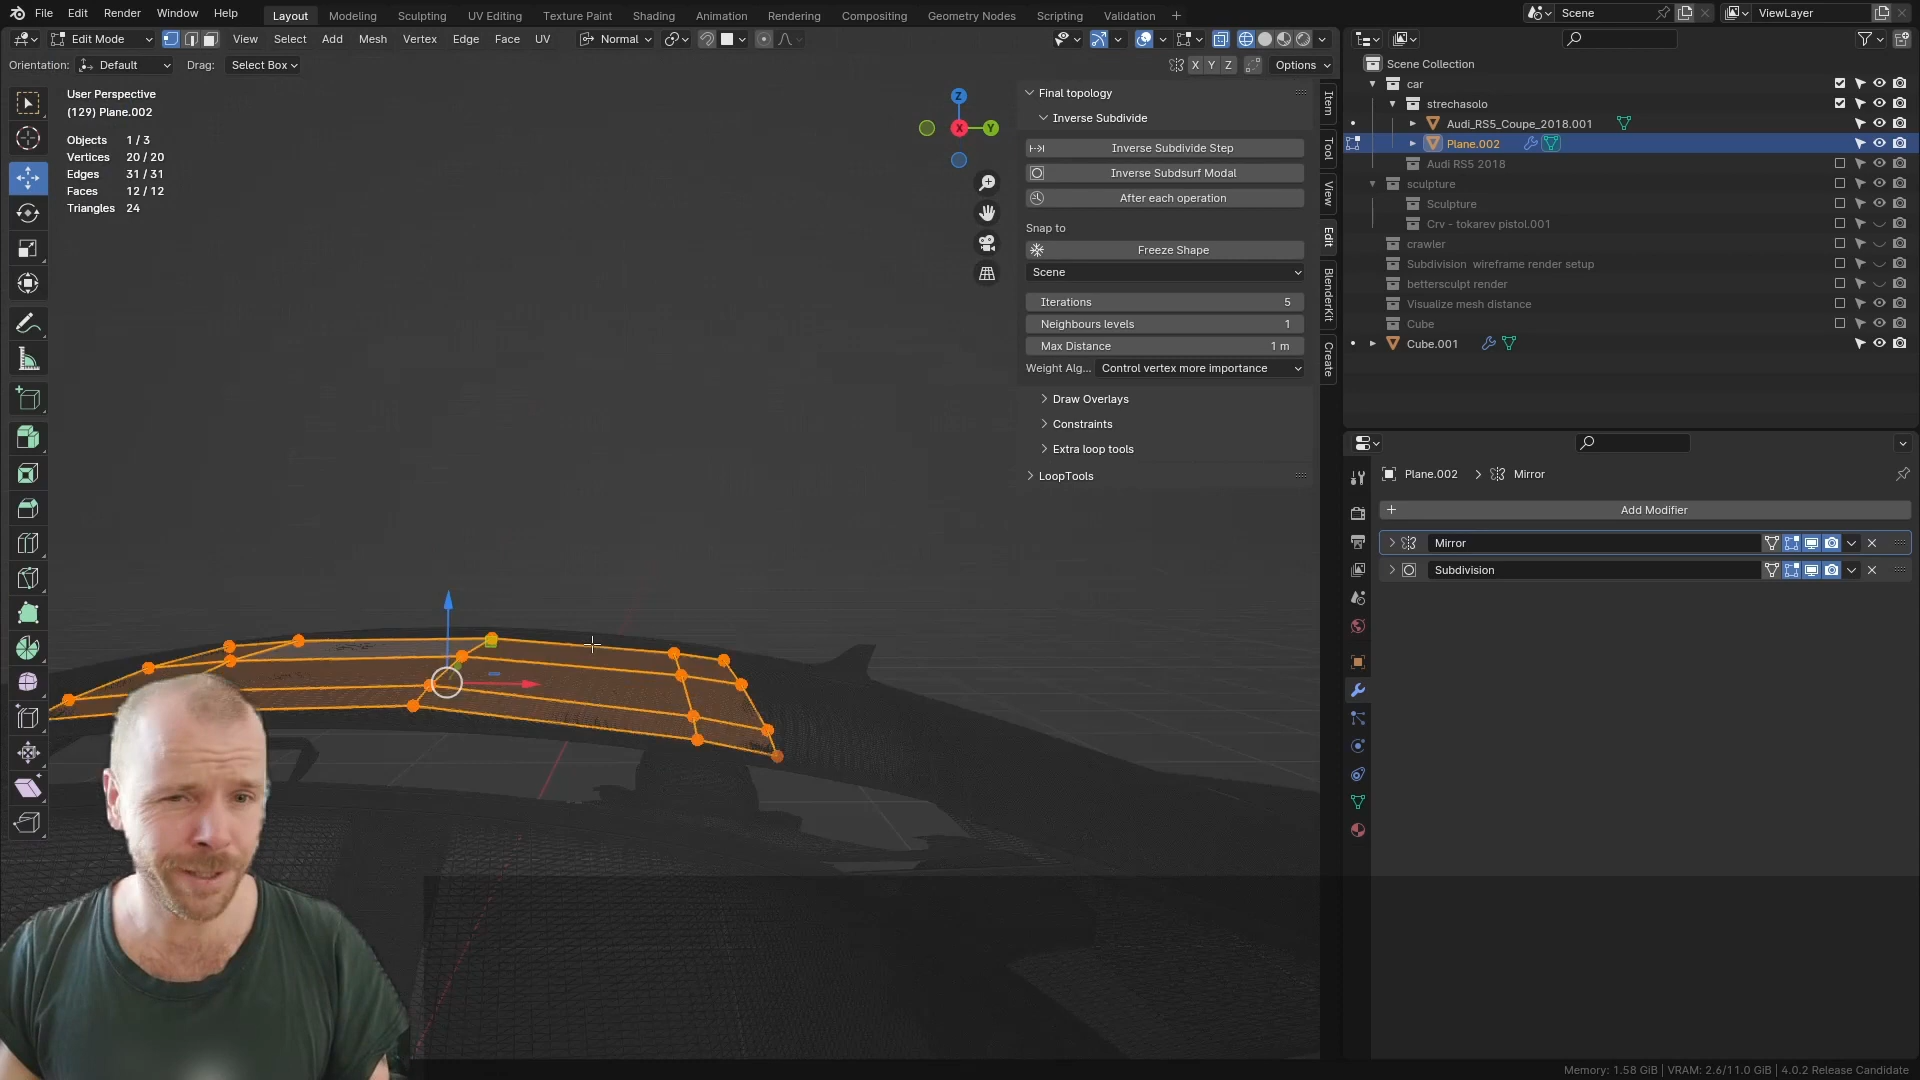 File Edit Render Window Help Layout Modeling Sculpting UV Editing Texture Paint Shading Animation Rendering Compositing Geometry Nodes Scripting Validation + Scene ViewLayer
Edit Mode View Select Add Mesh Vertex Edge Face UV Normal
Orientation: Default Drag: Select Box X Y Z Options
User Perspective
(129) Plane.002
Objects 1 / 3
Vertices 20 / 20
Edges 31 / 31
Faces 12 / 12
Triangles 24
Z
X
Y
Final topology
Inverse Subdivide
Inverse Subdivide Step
Inverse Subdsurf Modal
After each operation
Snap to
Freeze Shape
Scene
Iterations 5
Neighbours levels 1
Max Distance 1 m
Weight Alg... Control vertex more importance
Draw Overlays
Constraints
Extra loop tools
LoopTools
Item
Tool
View
Edit
BlenderKit
Create
Scene Collection
car
strechasolo
Audi_RS5_Coupe_2018.001
Plane.002
Audi RS5 2018
sculpture
Sculpture
Crv - tokarev pistol.001
crawler
Subdivision wireframe render setup
bettersculpt render
Visualize mesh distance
Cube
Cube.001
Plane.002 > Mirror
+ Add Modifier
Mirror
Subdivision
Memory: 1.58 GiB | VRAM: 2.6/11.0 GiB | 4.0.2 Release Candidate